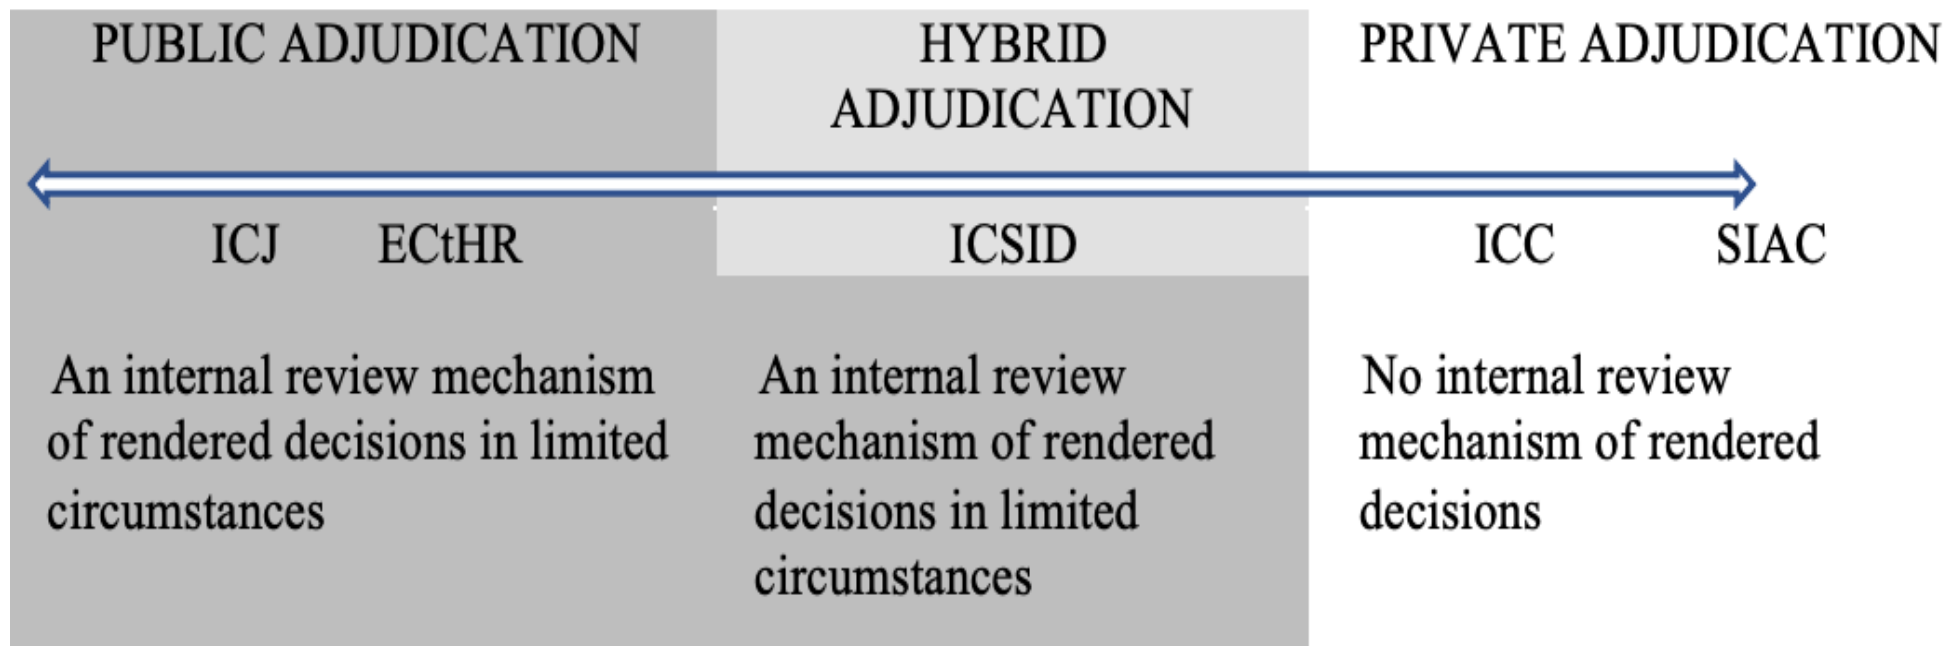 PUBLIC ADJUDICATION
HYBRID
ADJUDICATION
PRIVATE ADJUDICATION
ICJ
ECtHR
ICSID
ICC
SIAC
An internal review mechanism
of rendered decisions in limited
circumstances
An internal review
mechanism of rendered
decisions in limited
circumstances
No internal review
mechanism of rendered
decisions